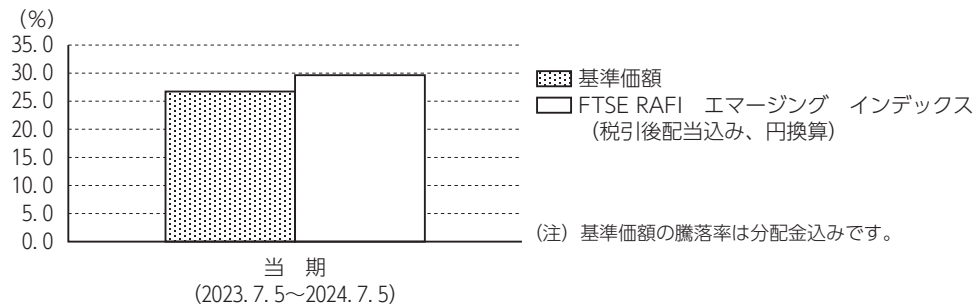 (%)
35.0
30.0
25.0
20.0
15.0
10.0
5.0
0.0
基準価額
FTSE RAFI　エマージング　インデックス
(税引後配当込み、円換算)
(注) 基準価額の騰落率は分配金込みです。
当　期
(2023.7.5～2024.7.5)